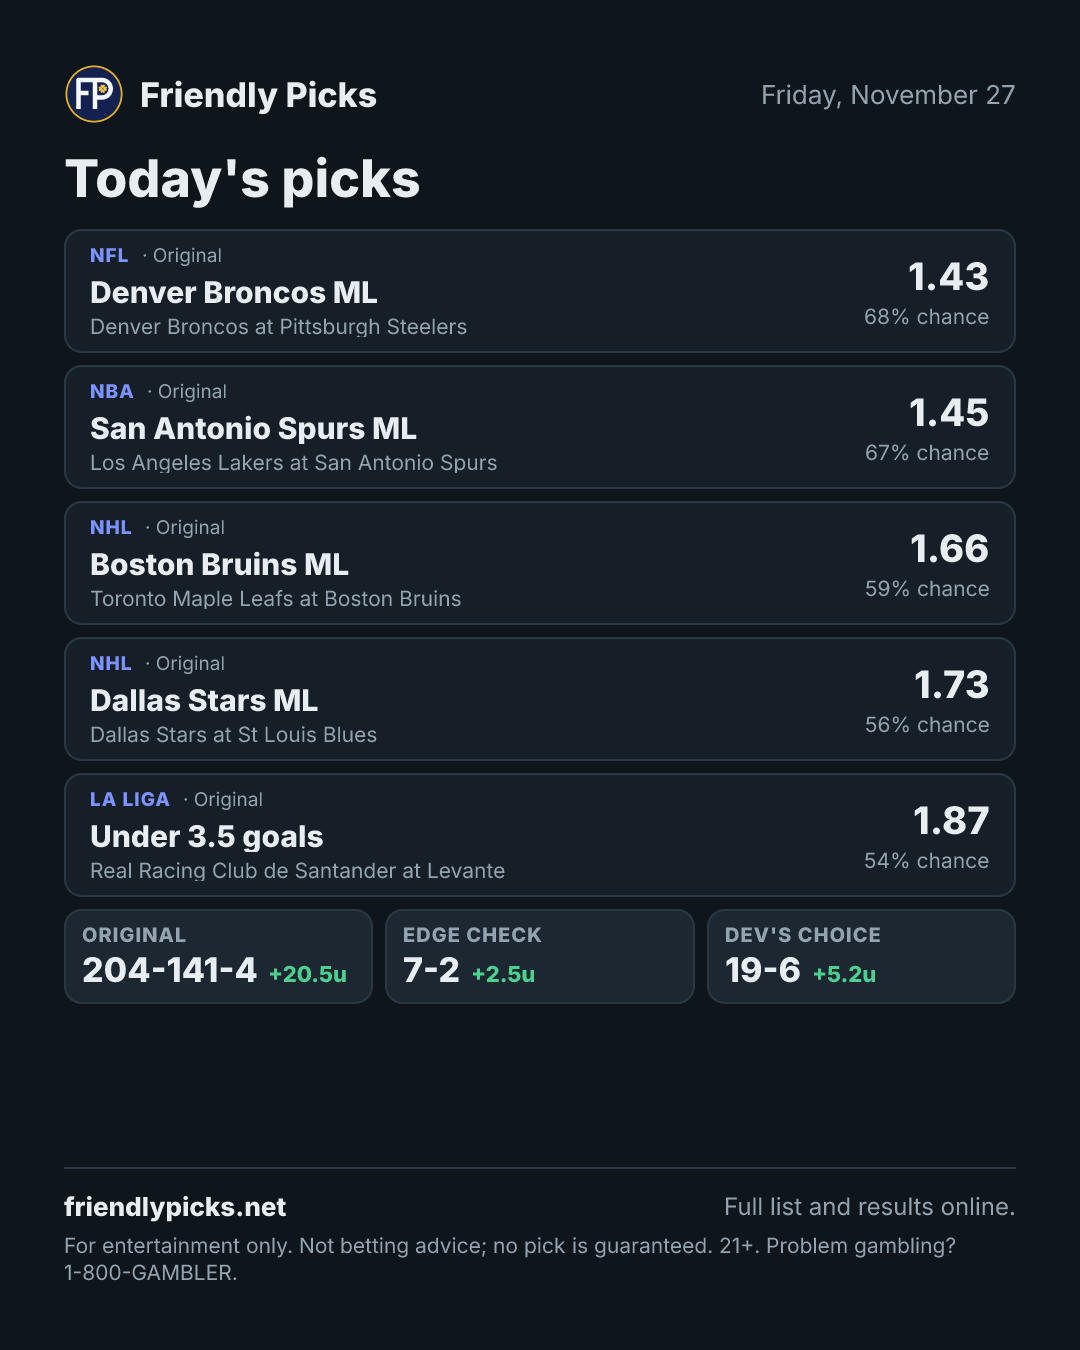 FP
Friendly Picks
Friday, November 27
Today's picks
NFL · Original
Denver Broncos ML
Denver Broncos at Pittsburgh Steelers
1.43
68% chance
NBA · Original
San Antonio Spurs ML
Los Angeles Lakers at San Antonio Spurs
1.45
67% chance
NHL · Original
Boston Bruins ML
Toronto Maple Leafs at Boston Bruins
1.66
59% chance
NHL · Original
Dallas Stars ML
Dallas Stars at St Louis Blues
1.73
56% chance
LA LIGA · Original
Under 3.5 goals
Real Racing Club de Santander at Levante
1.87
54% chance
ORIGINAL
204-141-4 +20.5u
EDGE CHECK
7-2 +2.5u
DEV'S CHOICE
19-6 +5.2u
friendlypicks.net
Full list and results online.
For entertainment only. Not betting advice; no pick is guaranteed. 21+. Problem gambling?
1-800-GAMBLER.